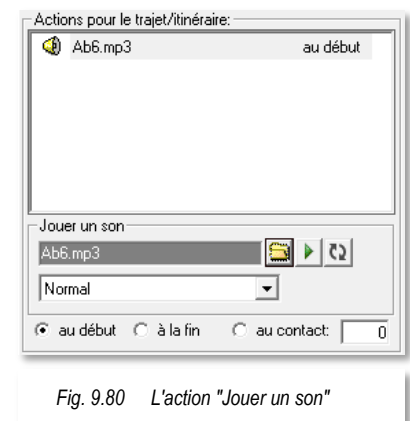 Actions pour le trajet/itinéraire:
Ab6.mp3 au début
Jouer un son
Ab6.mp3
Normal
au début à la fin au contact: 0
Fig. 9.80 L'action "Jouer un son"